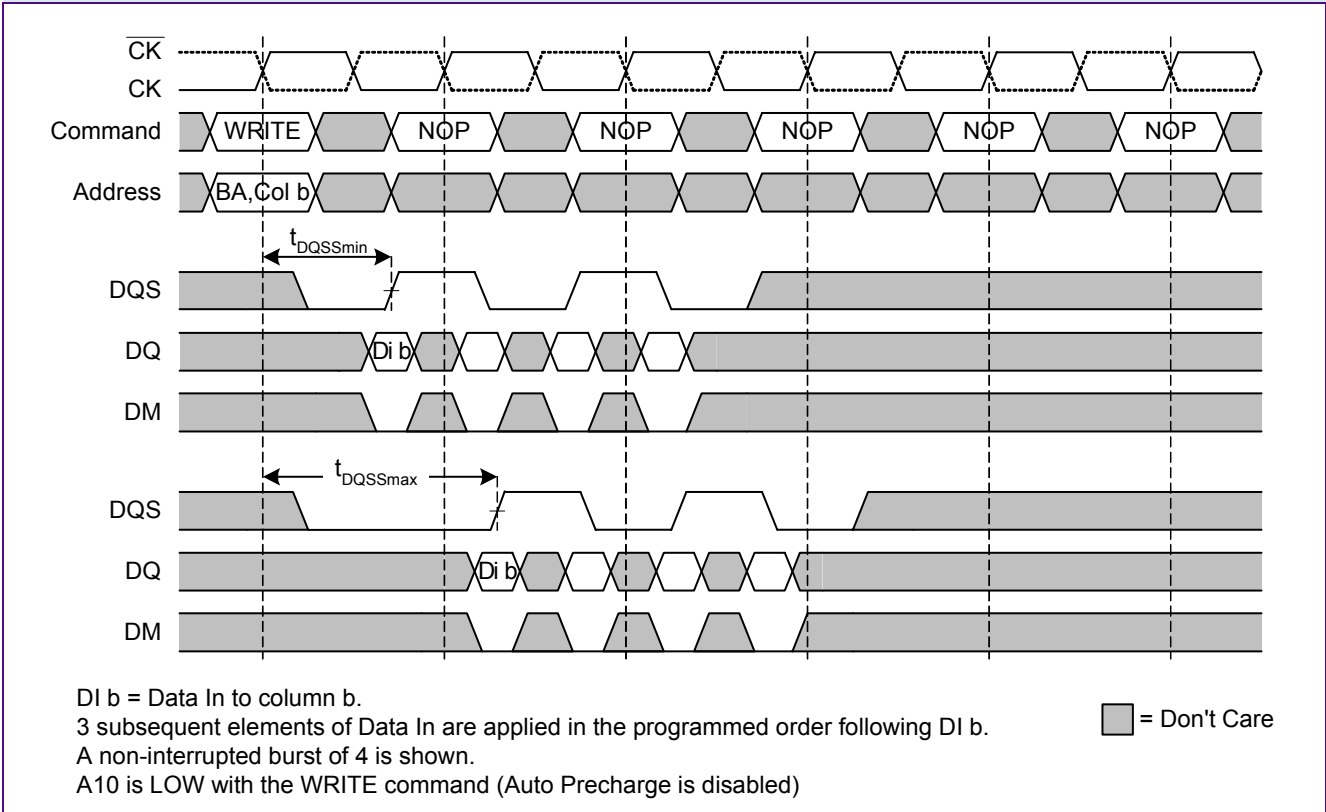 CK
CK
Command WRITE NOP NOP NOP NOP NOP
Address BA,Col b
tDQSSmin
DQS
DQ Di b
DM
tDQSSmax
DQS
DQ Di b
DM
DI b = Data In to column b.
3 subsequent elements of Data In are applied in the programmed order following DI b.
A non-interrupted burst of 4 is shown.
A10 is LOW with the WRITE command (Auto Precharge is disabled)
= Don't Care